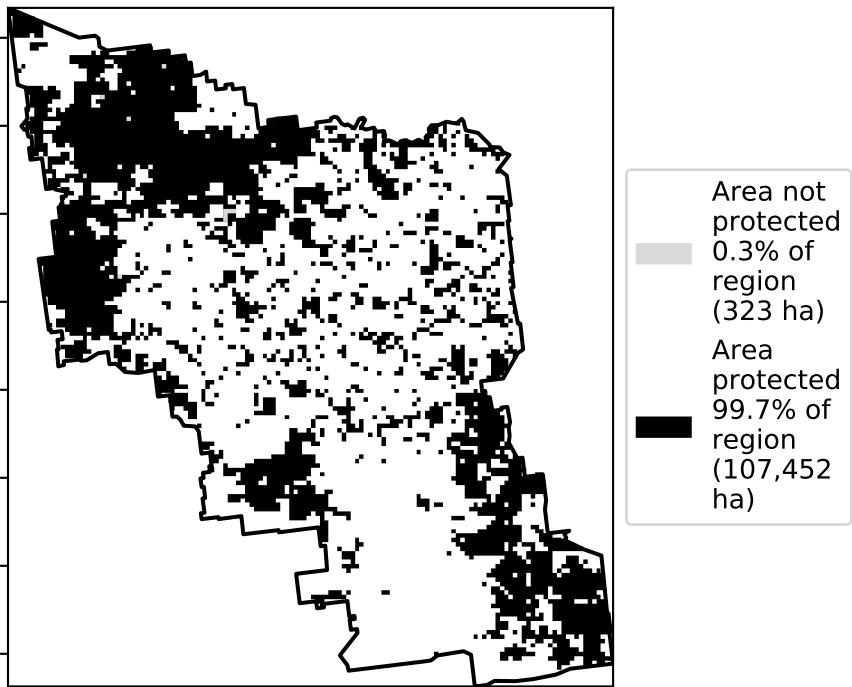 Area not
protected
0.3% of
region
(323 ha)
Area
protected
99.7% of
region
(107,452
ha)